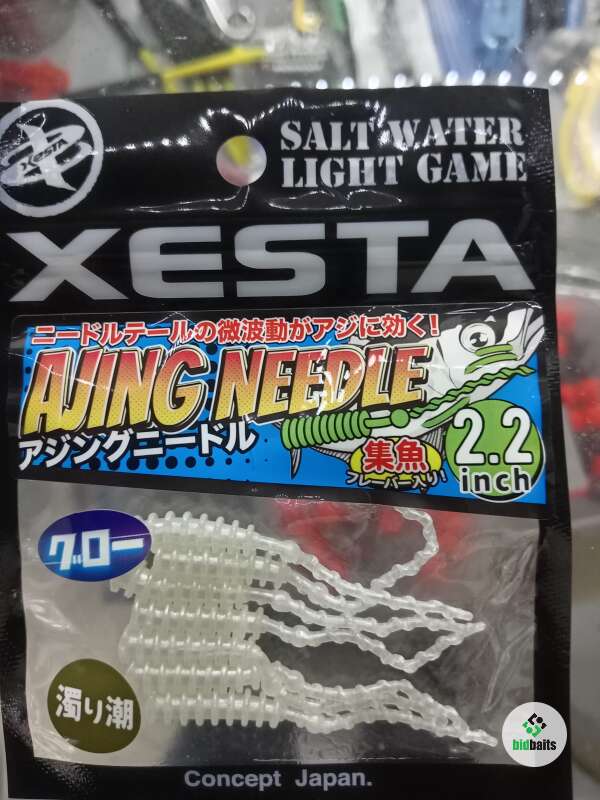 XESTA
SALT WATER
LIGHT GAME
XESTA
ニードルテールの微波動がアジに効く!
AJING NEEDLE
アジングニードル
集魚
フレーバー入り!
2.2
inch
グロー
濁り潮
bidbaits
Concept Japan.